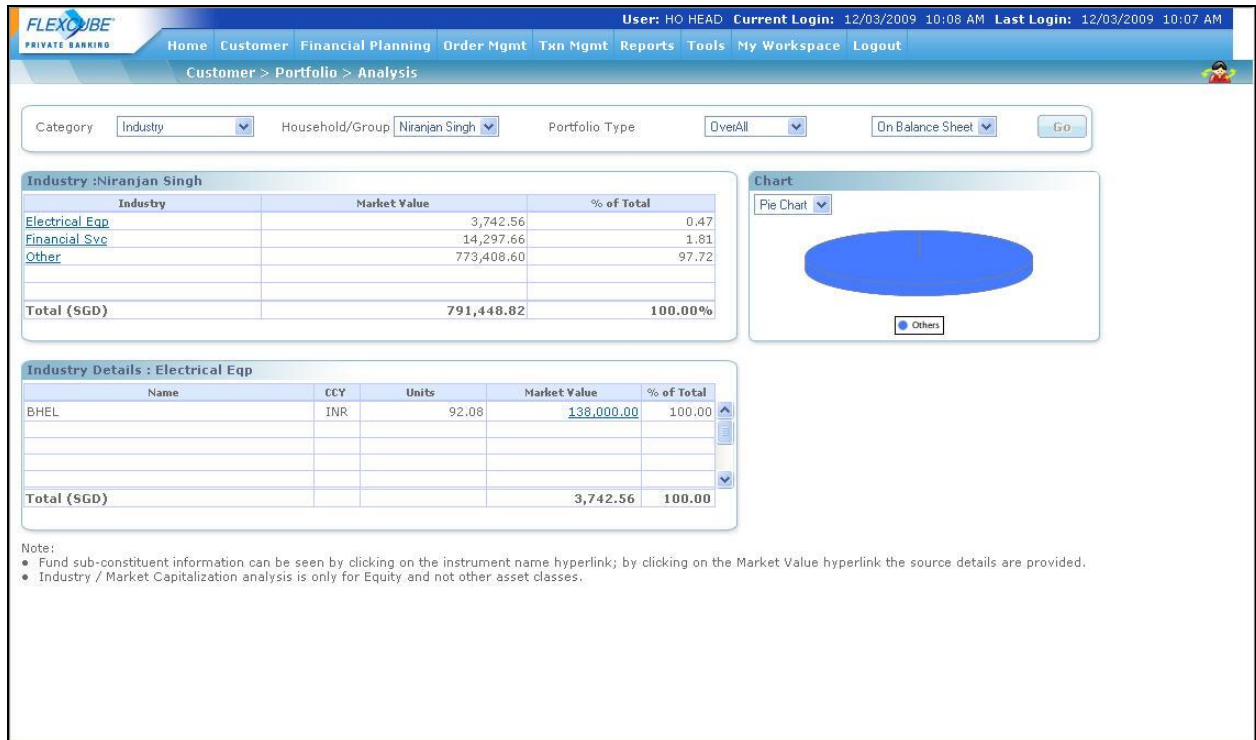 FLEXCUBE
PRIVATE BANKING
User: HO HEAD Current Login: 12/03/2009 10:08 AM Last Login: 12/03/2009 10:07 AM
Home Customer Financial Planning Order Mgmt Txn Mgmt Reports Tools My Workspace Logout
Customer > Portfolio > Analysis
Category Industry Household/Group Niranjan Singh Portfolio Type OverAll On Balance Sheet Go
Industry :Niranjan Singh
Industry Market Value % of Total
Electrical Eqp 3,742.56 0.47
Financial Svc 14,297.66 1.81
Other 773,408.60 97.72
Total (SGD) 791,448.82 100.00%
Chart
Pie Chart
Others
Industry Details : Electrical Eqp
Name CCY Units Market Value % of Total
BHEL INR 92.08 138,000.00 100.00
Total (SGD) 3,742.56 100.00
Note:
● Fund sub-constituent information can be seen by clicking on the instrument name hyperlink; by clicking on the Market Value hyperlink the source details are provided.
● Industry / Market Capitalization analysis is only for Equity and not other asset classes.